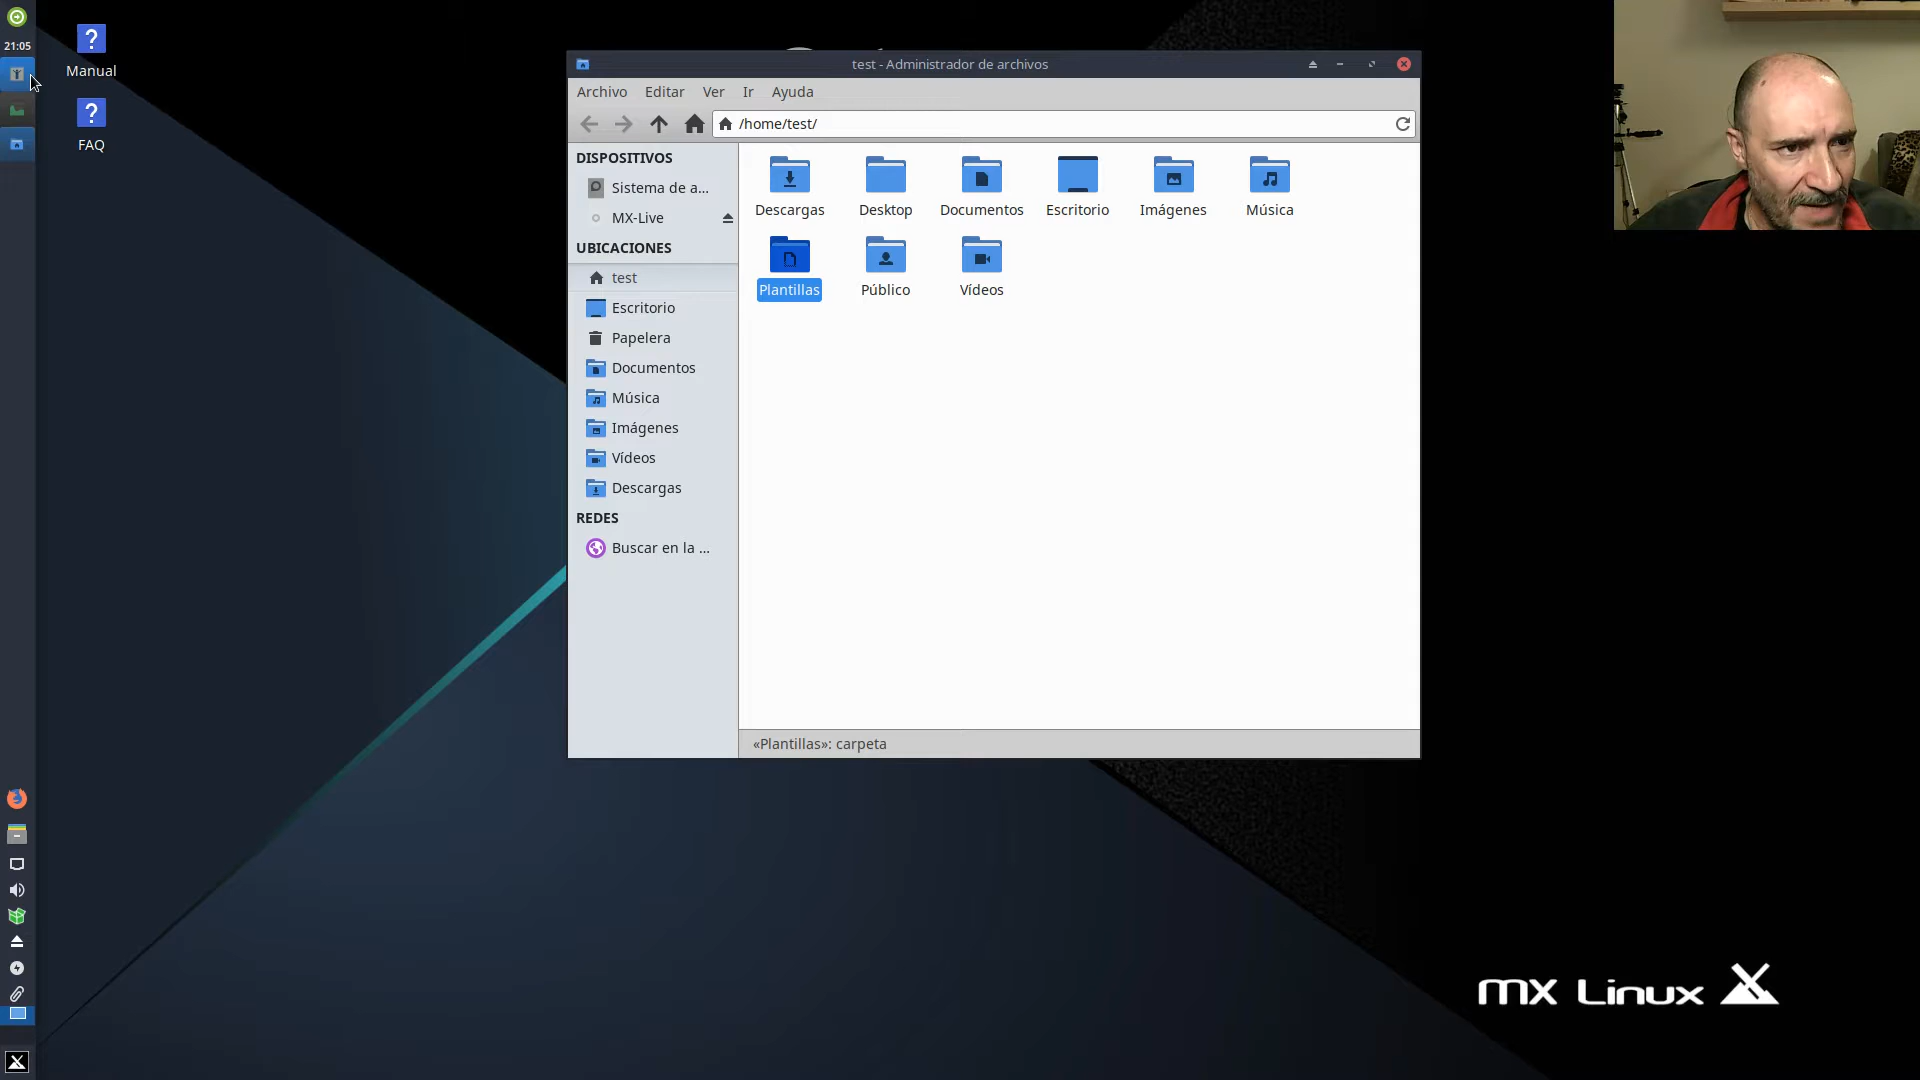 21:05
Manual
FAQ
test - Administrador de archivos
Archivo Editar Ver Ir Ayuda
/home/test/
DISPOSITIVOS
Sistema de a...
MX-Live
UBICACIONES
test
Escritorio
Papelera
Documentos
Música
Imágenes
Vídeos
Descargas
REDES
Buscar en la ...
Descargas Desktop Documentos Escritorio Imágenes Música
Plantillas Público Vídeos
«Plantillas»: carpeta
MX Linux